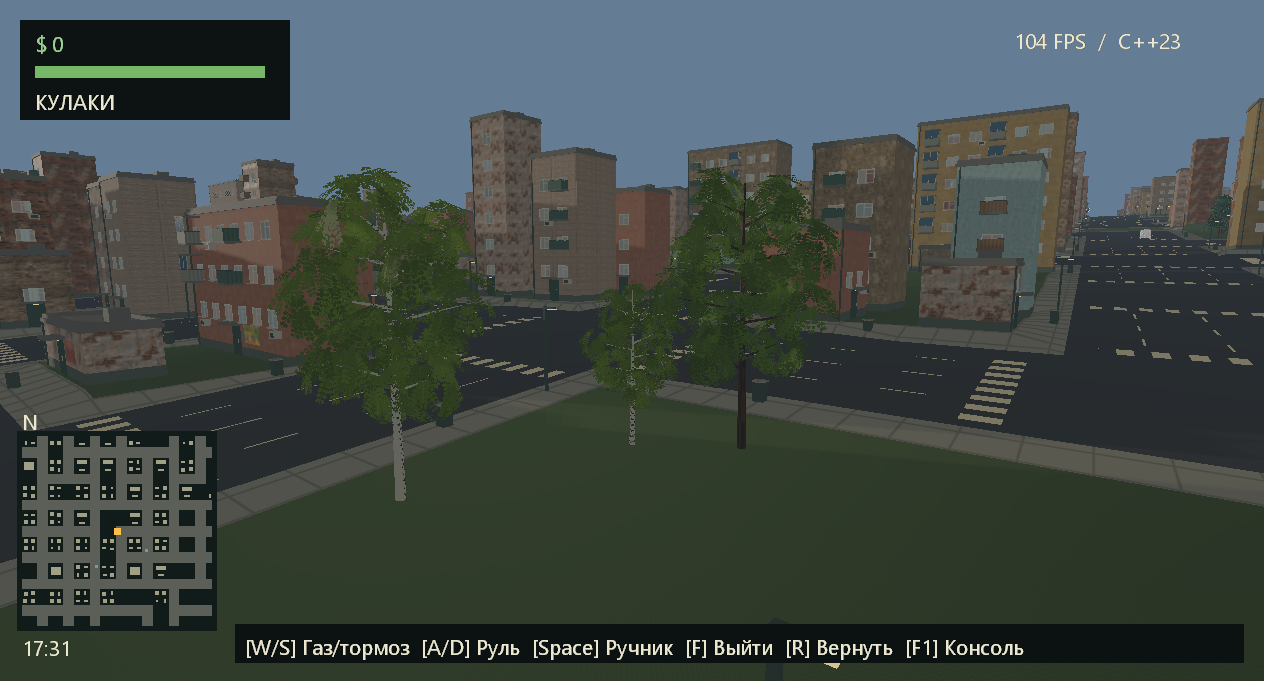 $ 0
104 FPS / C++23
КУЛАКИ
N
17:31
[W/S] Газ/тормоз [A/D] Руль [Space] Ручник [F] Выйти [R] Вернуть [F1] Консоль